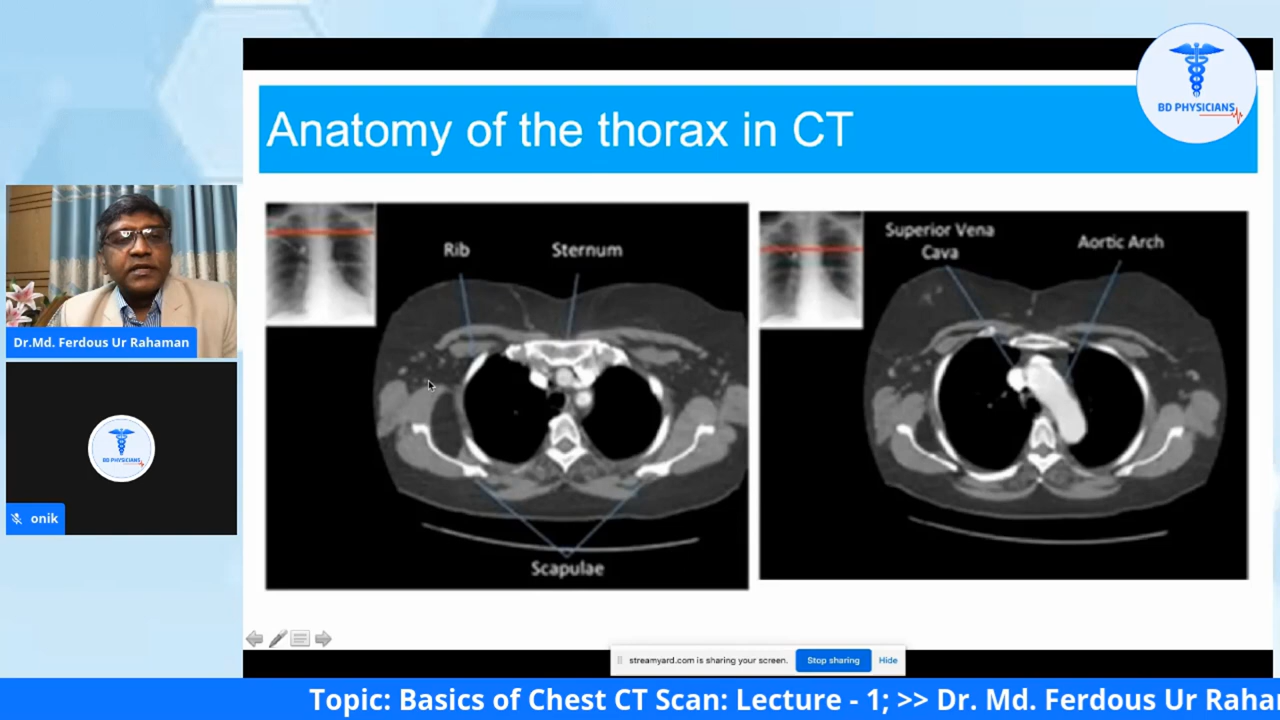 BD PHYSICIANS
Anatomy of the thorax in CT
Rib
Sternum
Scapulae
Superior Vena
Cava
Aortic Arch
Dr.Md. Ferdous Ur Rahaman
BD PHYSICIANS
onik
streamyard.com is sharing your screen.
Stop sharing
Hide
Topic: Basics of Chest CT Scan: Lecture - 1; >> Dr. Md. Ferdous Ur Raha